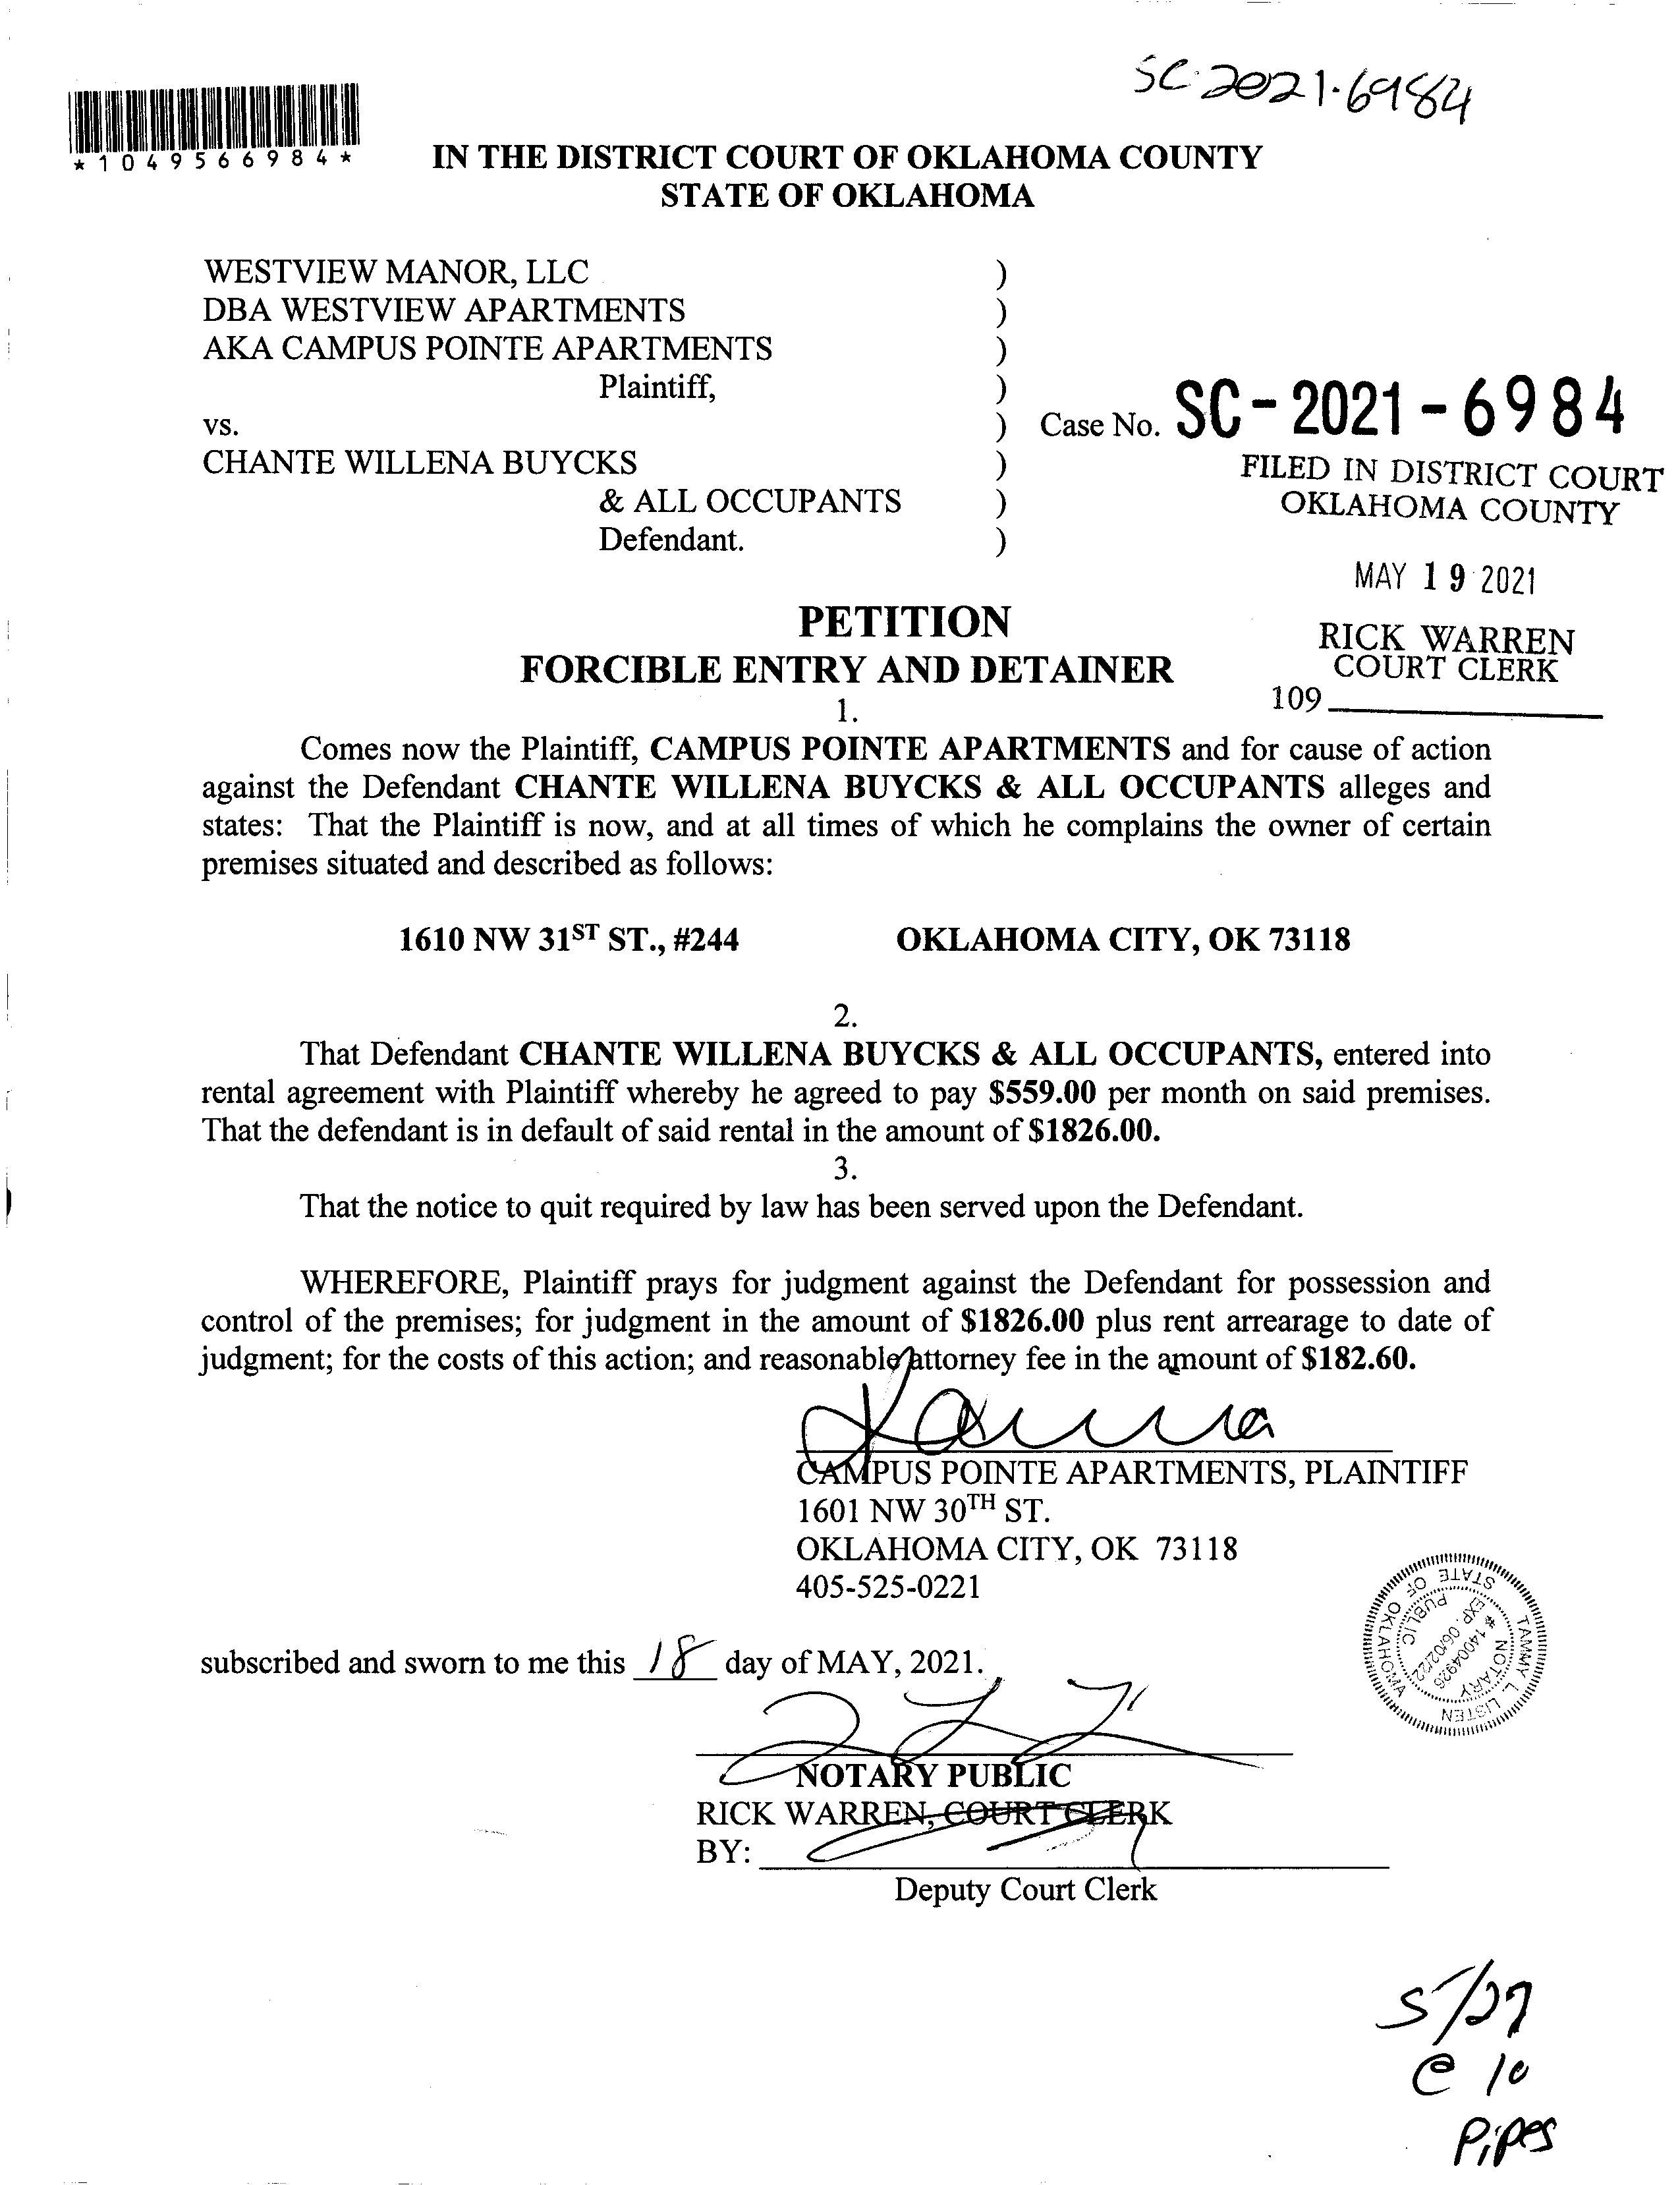 SC-2021-6984
*1049566984*
IN THE DISTRICT COURT OF OKLAHOMA COUNTY
STATE OF OKLAHOMA
WESTVIEW MANOR, LLC )
DBA WESTVIEW APARTMENTS )
AKA CAMPUS POINTE APARTMENTS )
Plaintiff, )
vs. ) Case No. SC-2021-6984
CHANTE WILLENA BUYCKS )
& ALL OCCUPANTS )
Defendant. )
FILED IN DISTRICT COURT
OKLAHOMA COUNTY
MAY 19 2021
RICK WARREN
COURT CLERK
109
PETITION
FORCIBLE ENTRY AND DETAINER
1.
Comes now the Plaintiff, CAMPUS POINTE APARTMENTS and for cause of action
against the Defendant CHANTE WILLENA BUYCKS & ALL OCCUPANTS alleges and
states: That the Plaintiff is now, and at all times of which he complains the owner of certain
premises situated and described as follows:
1610 NW 31ST ST., #244 OKLAHOMA CITY, OK 73118
2.
That Defendant CHANTE WILLENA BUYCKS & ALL OCCUPANTS, entered into
rental agreement with Plaintiff whereby he agreed to pay $559.00 per month on said premises.
That the defendant is in default of said rental in the amount of $1826.00.
3.
That the notice to quit required by law has been served upon the Defendant.
WHEREFORE, Plaintiff prays for judgment against the Defendant for possession and
control of the premises; for judgment in the amount of $1826.00 plus rent arrearage to date of
judgment; for the costs of this action; and reasonable attorney fee in the amount of $182.60.
CAMPUS POINTE APARTMENTS, PLAINTIFF
1601 NW 30TH ST.
OKLAHOMA CITY, OK 73118
405-525-0221
TAMMY L. LISTEN
NOTARY PUBLIC
# 14004926
EXP. 06/02/22
STATE OF OKLAHOMA
subscribed and sworn to me this 18 day of MAY, 2021.
NOTARY PUBLIC
RICK WARREN, COURT CLERK
BY:
Deputy Court Clerk
5/27
@ 10
Pipes